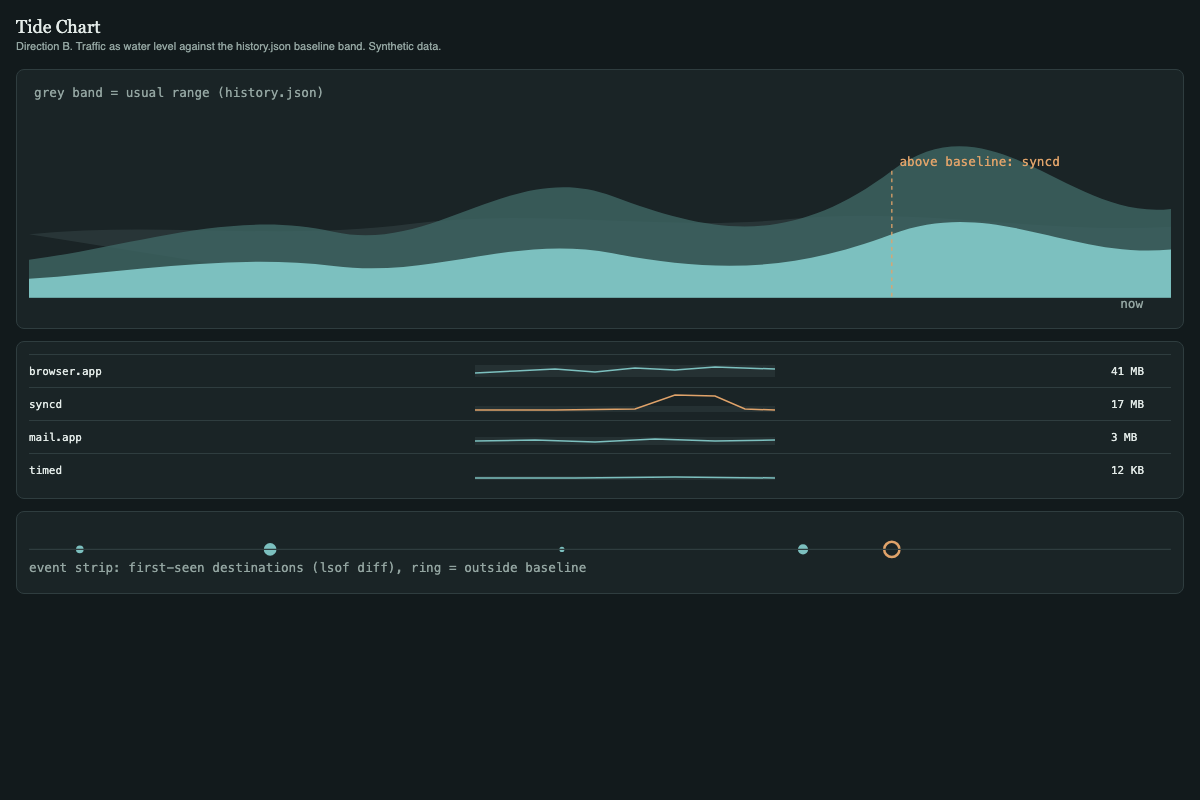 Tide Chart
Direction B. Traffic as water level against the history.json baseline band. Synthetic data.
grey band = usual range (history.json)
above baseline: syncd
now
browser.app 41 MB
syncd 17 MB
mail.app 3 MB
timed 12 KB
event strip: first-seen destinations (lsof diff), ring = outside baseline